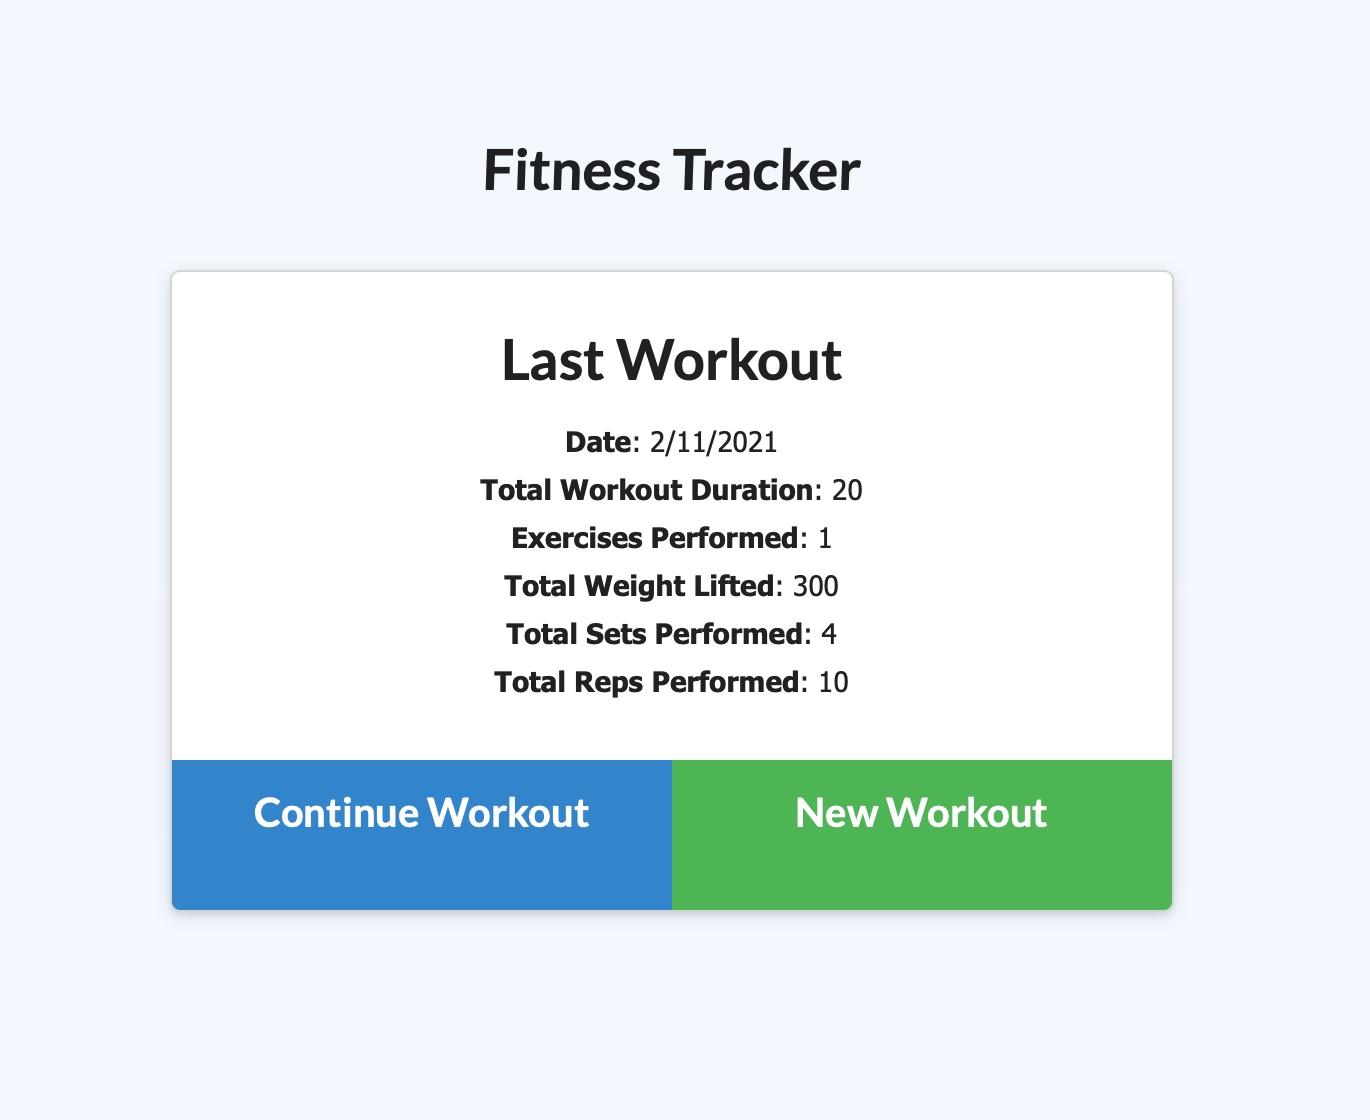 Fitness Tracker
Last Workout
Date: 2/11/2021
Total Workout Duration: 20
Exercises Performed: 1
Total Weight Lifted: 300
Total Sets Performed: 4
Total Reps Performed: 10
Continue Workout
New Workout